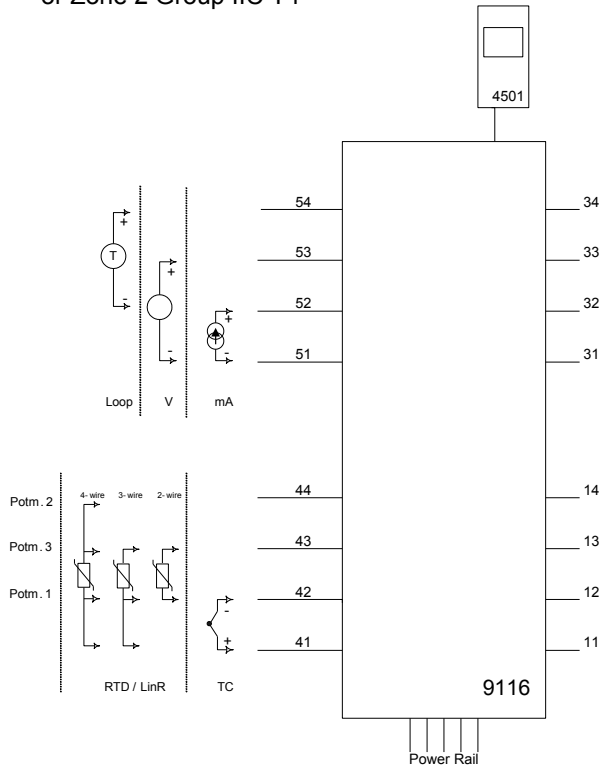 or Zone 2 Group IIC T4
4501
54
34
+
53
33
T
+
-
52
32
+
51
31
-
-
Loop
V
mA
4- wire
3- wire
2- wire
44
14
Potm. 2
43
13
Potm. 3
42
12
Potm. 1
-
+
41
11
RTD / LinR
TC
9116
Power Rail